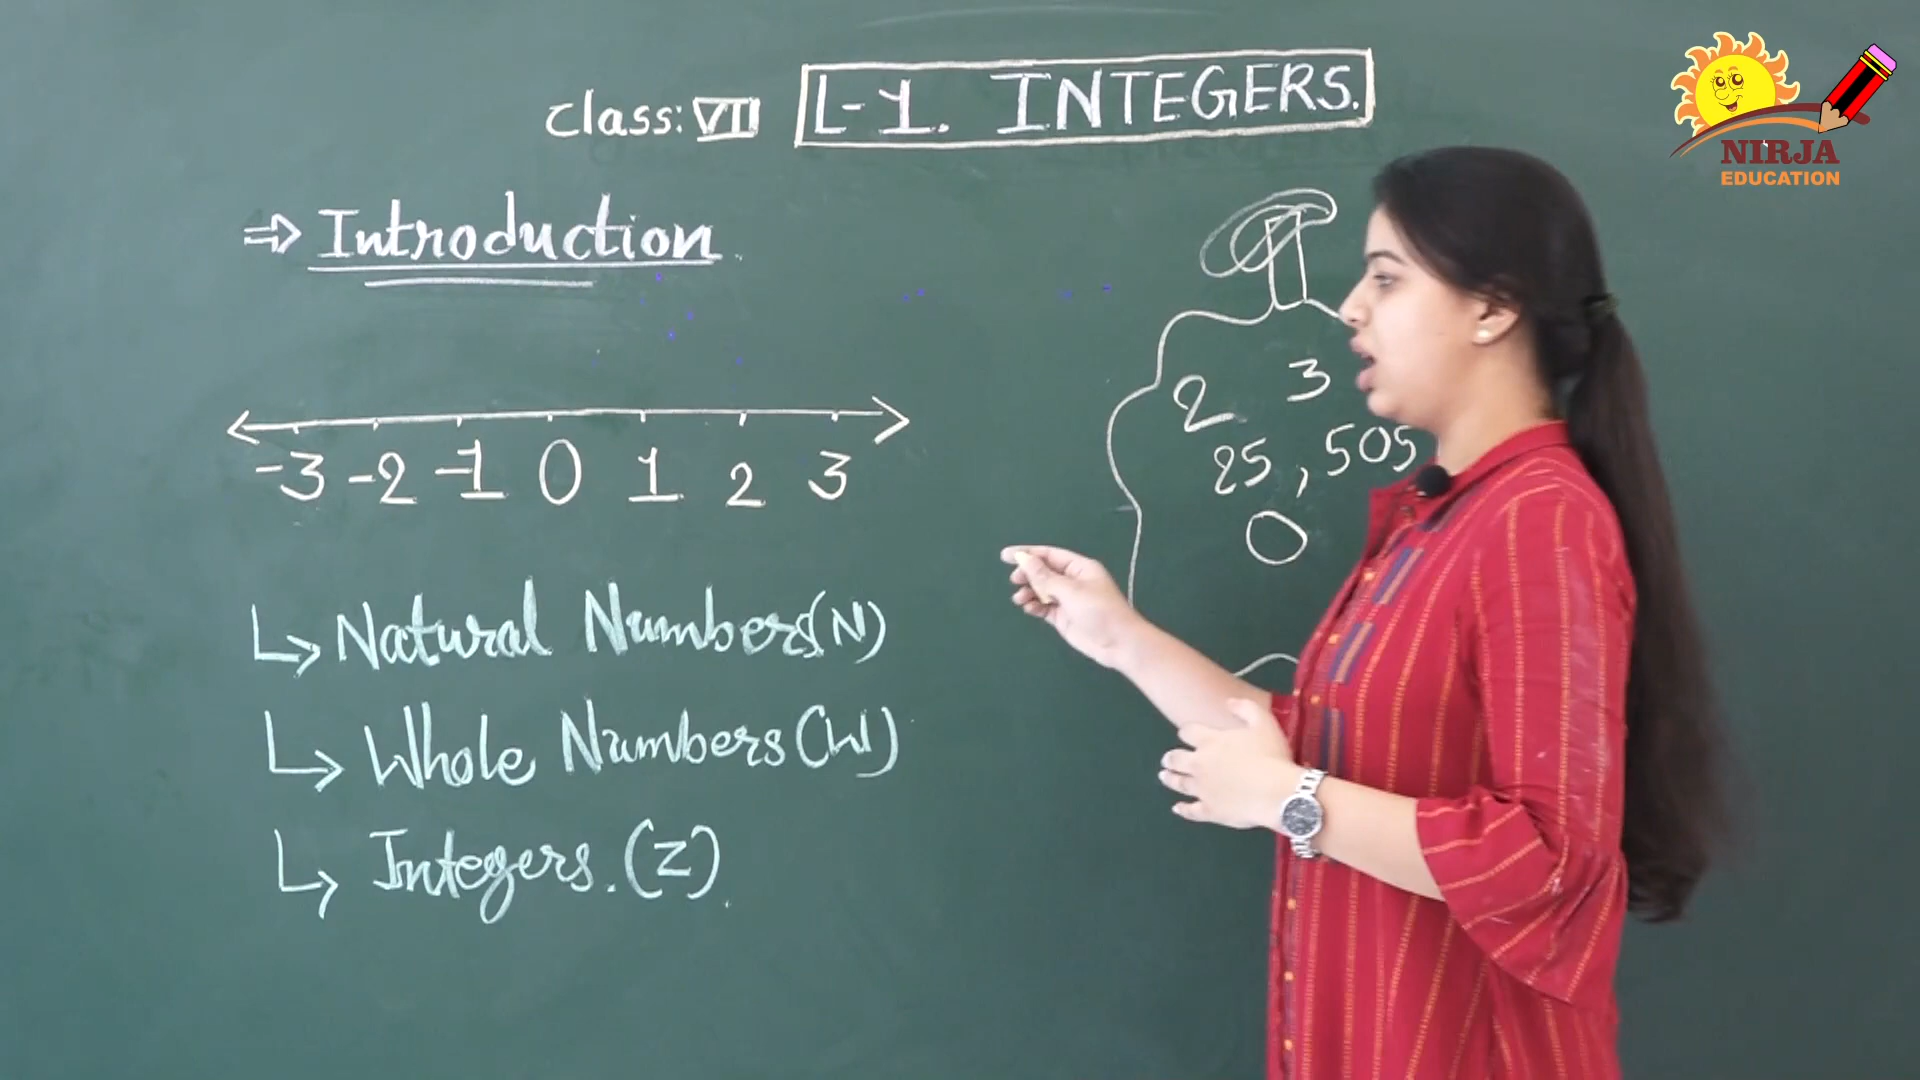 Class: VII L-1. INTEGERS.
NIRJA
EDUCATION
⇒ Introduction.
-3 -2 -1 0 1 2 3
2 3
25, 505
0
↳ Natural Numbers (N)
↳ Whole Numbers (W)
↳ Integers. (Z).